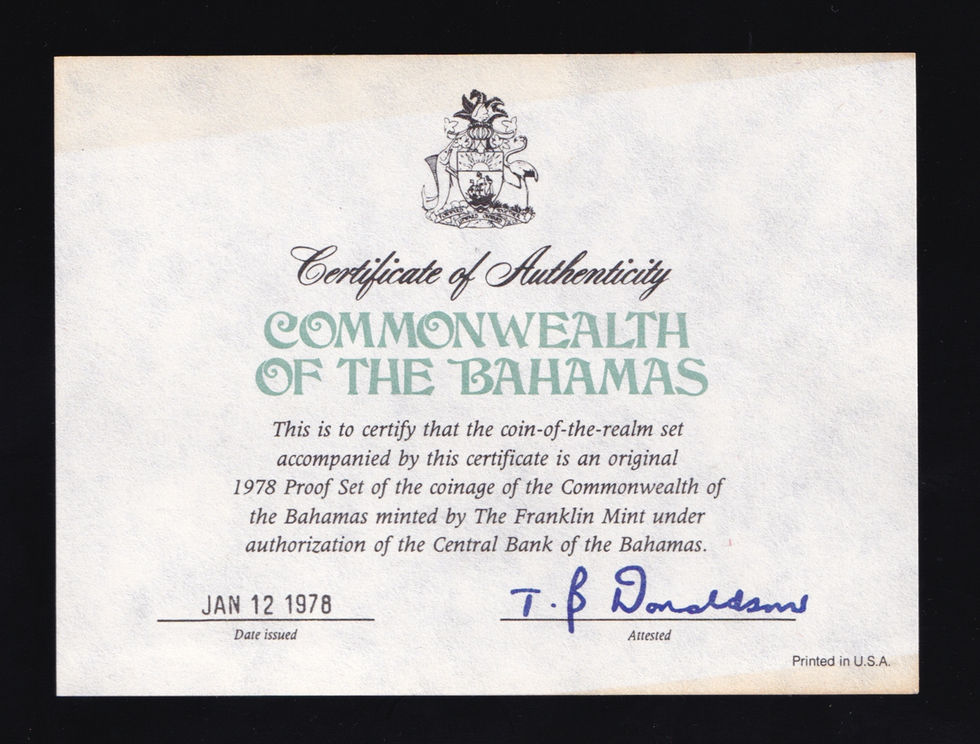 Certificate of Authenticity
COMMONWEALTH
OF THE BAHAMAS
This is to certify that the coin-of-the-realm set
accompanied by this certificate is an original
1978 Proof Set of the coinage of the Commonwealth of
the Bahamas minted by The Franklin Mint under
authorization of the Central Bank of the Bahamas.
JAN 12 1978
T. B Donaldson
Date issued
Attested
Printed in U.S.A.